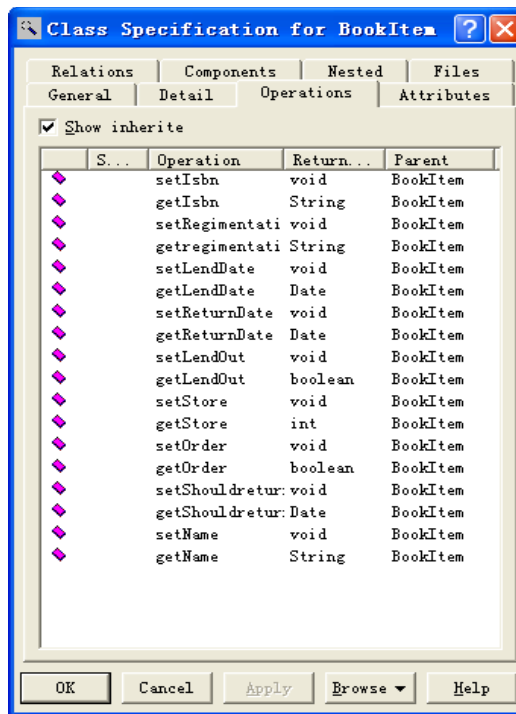 Class Specification for BookItem
Relations Components Nested Files
General Detail Operations Attributes
Show inherite
S... Operation Return... Parent
setIsbn void BookItem
getIsbn String BookItem
setRegimentati void BookItem
getregimentati String BookItem
setLendDate void BookItem
getLendDate Date BookItem
setReturnDate void BookItem
getReturnDate Date BookItem
setLendOut void BookItem
getLendOut boolean BookItem
setStore void BookItem
getStore int BookItem
setOrder void BookItem
getOrder boolean BookItem
setShouldretur: void BookItem
getShouldretur: Date BookItem
setName void BookItem
getName String BookItem
OK Cancel Apply Browse Help